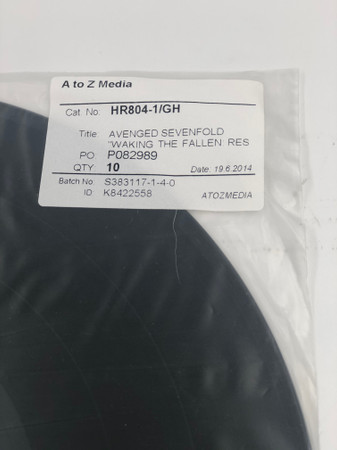 A to Z Media
Cat. No: HR804-1/GH
Title AVENGED SEVENFOLD
"WAKING THE FALLEN RES
PO P082989
QTY 10 Date: 19.6.2014
Batch No: S383117-1-4-0
ID K8422558 ATOZMEDIA